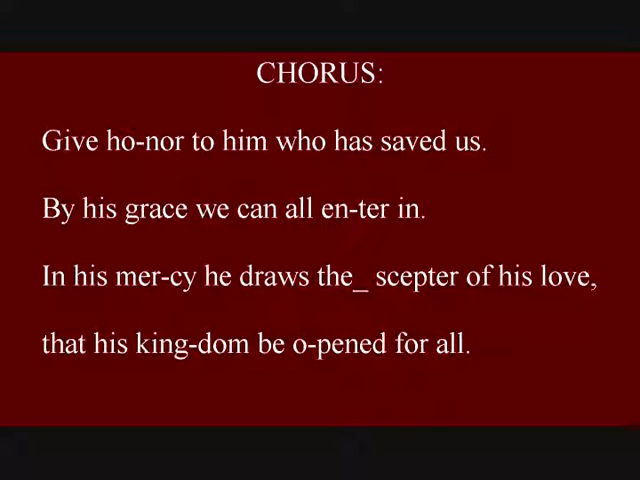 CHORUS:
Give ho-nor to him who has saved us.
By his grace we can all en-ter in.
In his mer-cy he draws the_ scepter of his love,
that his king-dom be o-pened for all.